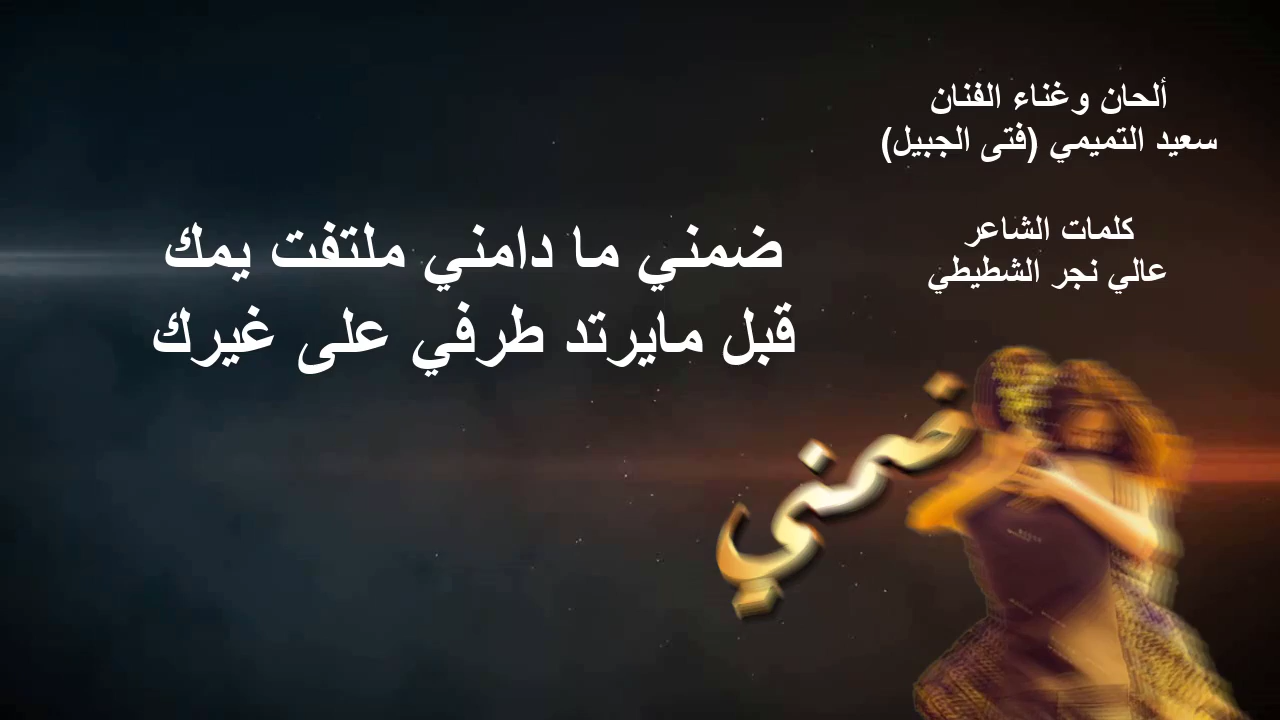 ألحان وغناء الفنان
سعيد التميمي (فتى الجبيل)
كلمات الشاعر
عالي نجر الشطيطي
ضمني ما دامني ملتفت يمك
قبل مايرتد طرفي على غيرك
ضمني